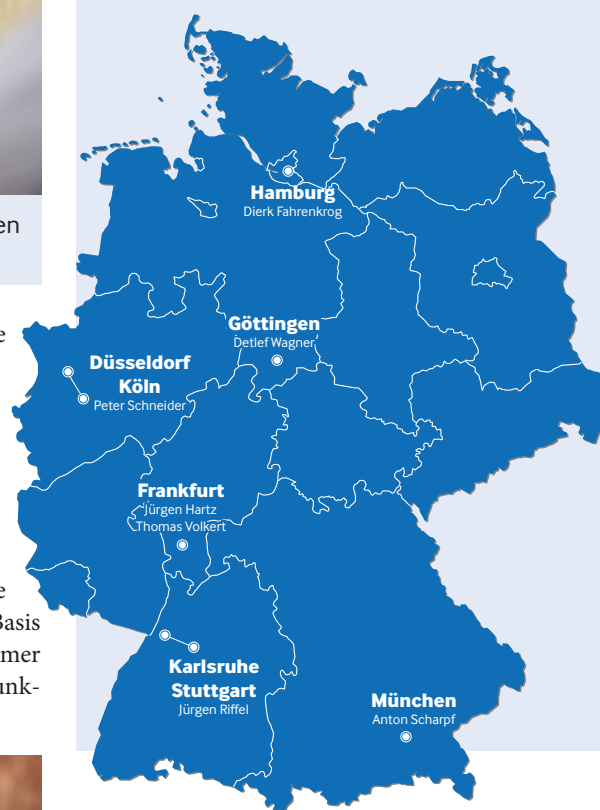 en
e
e
Basis
mer
unk-
Hamburg
Dierk Fahrenkrog
Göttingen
Detlef Wagner
Düsseldorf
Köln
Peter Schneider
Frankfurt
Jürgen Hartz
Thomas Volkert
Karlsruhe
Stuttgart
Jürgen Riffel
München
Anton Scharpf